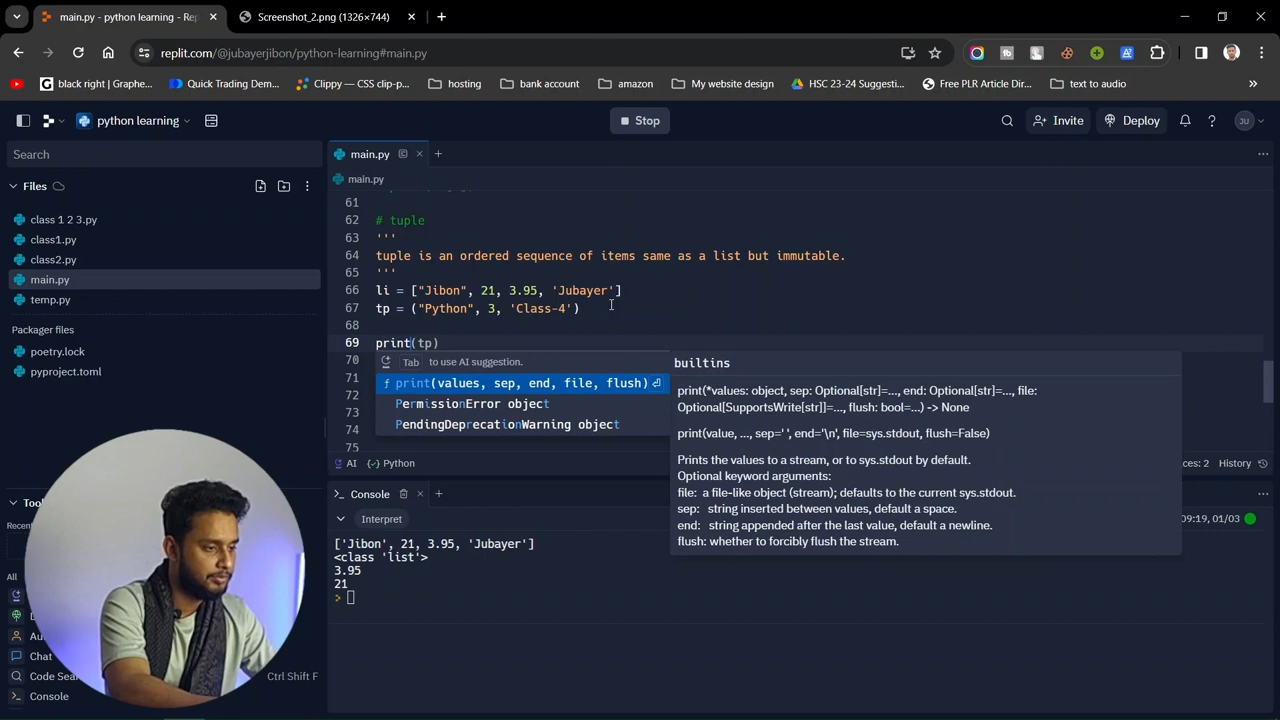 main.py - python learning - Rep
Screenshot_2.png (1326×744)
replit.com/@jubayerjibon/python-learning#main.py
black right | Graphe...
Quick Trading Dem...
Clippy — CSS clip-p...
hosting
bank account
amazon
My website design
HSC 23-24 Suggesti...
Free PLR Article Dir...
text to audio
python learning
Stop
Invite
Deploy
JU
Search
main.py
Files
main.py
class 1 2 3.py
class1.py
class2.py
main.py
temp.py
Packager files
poetry.lock
pyproject.toml
61
62 # tuple
63 '''
64 tuple is an ordered sequence of items same as a list but immutable.
65 '''
66 li = ["Jibon", 21, 3.95, 'Jubayer']
67 tp = ("Python", 3, 'Class-4')
68
69 print(tp)
70
71
72
73
74
75
Tab to use AI suggestion.
print(values, sep, end, file, flush)
PermissionError object
PendingDeprecationWarning object
builtins
print(*values: object, sep: Optional[str]=..., end: Optional[str]=..., file:
Optional[SupportsWrite[str]]=..., flush: bool=...) -> None
print(value, ..., sep=' ', end='\n', file=sys.stdout, flush=False)
Prints the values to a stream, or to sys.stdout by default.
Optional keyword arguments:
file: a file-like object (stream); defaults to the current sys.stdout.
sep: string inserted between values, default a space.
end: string appended after the last value, default a newline.
flush: whether to forcibly flush the stream.
AI
Python
ces: 2
History
Console
Interpret
09:19, 01/03
['Jibon', 21, 3.95, 'Jubayer']
<class 'list'>
3.95
21
>
Too
Recen
All
D
Au
Chat
Code Sea
Ctrl Shift F
Console